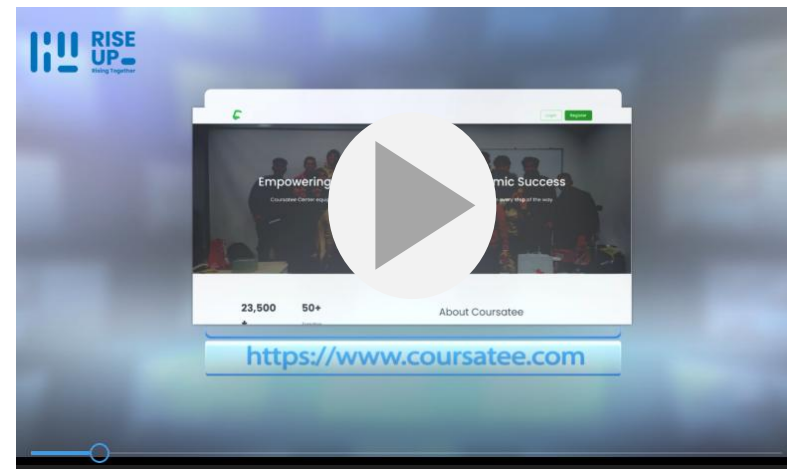 RISE
UP
Rising Together
Login Register
Empowering mic Success
Coursatee Center equi every step of the way.
23,500 50+
+
About Coursatee
https://www.coursatee.com